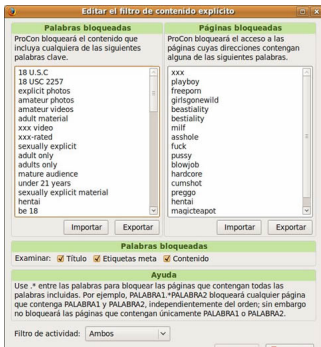 Editar el filtro de contenido explícito
Palabras bloqueadas
ProCon bloqueará el contenido que
incluya cualquiera de las siguientes
palabras clave.
18 U.S.C
18 USC 2257
explicit photos
amateur photos
amateur videos
adult material
xxx video
xxx-rated
sexually explicit
adult only
adults only
mature audience
under 21 years
sexually explicit material
hentai
be 18
Importar Exportar
Páginas bloqueadas
ProCon bloqueará el acceso a las
páginas cuyas direcciones contengan
alguna de las siguientes palabras.
xxx
playboy
freeporn
girlsgonewild
beastiality
bestiality
milf
asshole
fuck
pussy
blowjob
hardcore
cumshot
preggo
hentai
magicteapot
Importar Exportar
Palabras bloqueadas
Examinar: Título Etiquetas meta Contenido
Ayuda
Use .* entre las palabras para bloquear las páginas que contengan todas las
palabras incluidas. Por ejemplo, PALABRA1.*PALABRA2 bloqueará cualquier página
que contenga PALABRA1 y PALABRA2, independientemente del orden; sin embargo
no bloqueará las páginas que contengan únicamente PALABRA1 o PALABRA2.
Filtro de actividad: Ambos